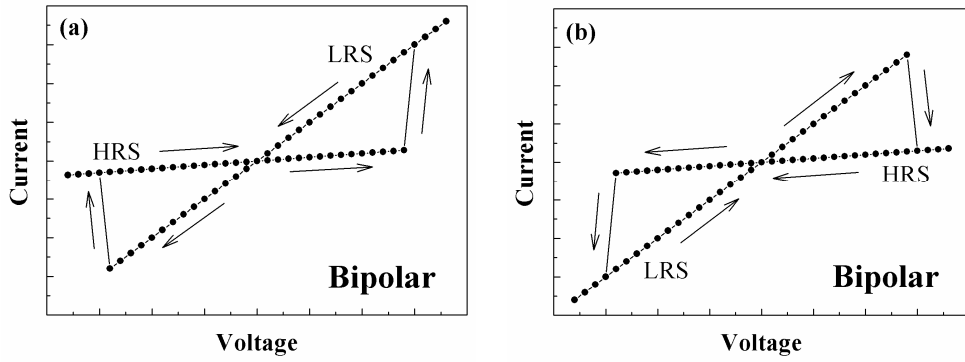 (a)
LRS
HRS
Bipolar
Current
Voltage
(b)
HRS
LRS
Bipolar
Current
Voltage